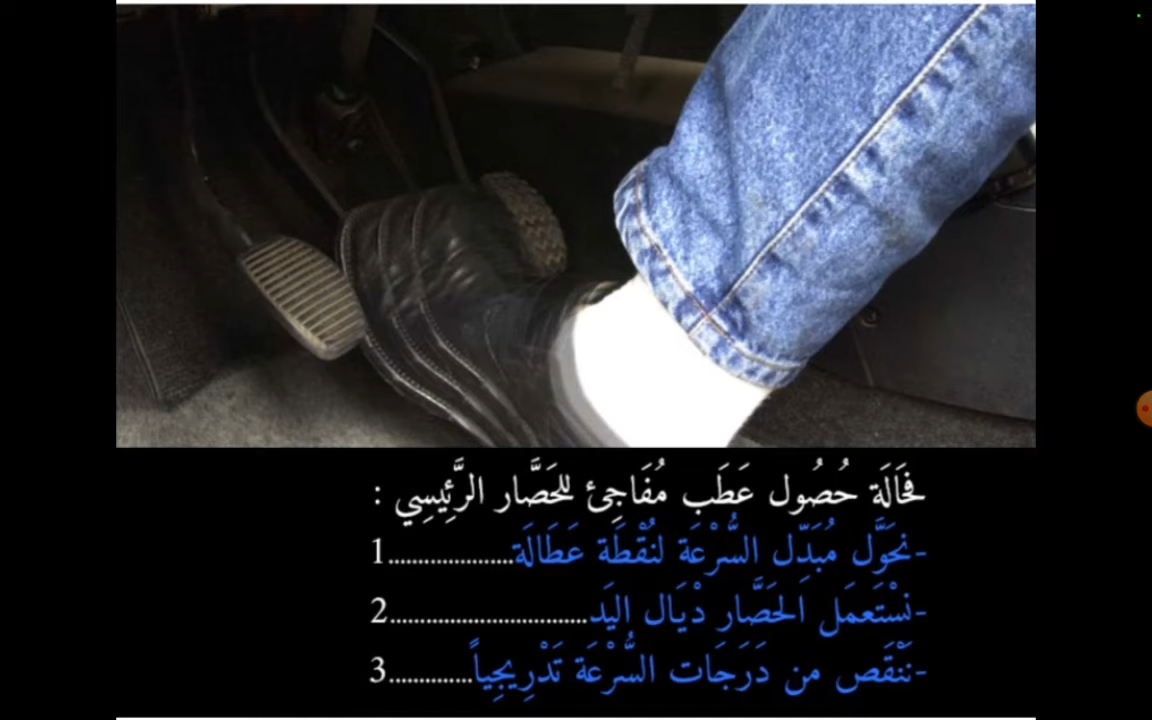 فحَالَة حُصُول عَطَب مُفَاجِئ للحَصَّار الرَّئِيسِي :
-نحَوَّل مُبَدِّل السُّرْعَة لنُقْطَة عَطَالَة.....................1
-نسْتَعمَل الحَصَّار دْيَال اليَد.................................2
-نَنْقَص من دَرَجَات السُّرْعَة تَدْرِيجِياً..............3